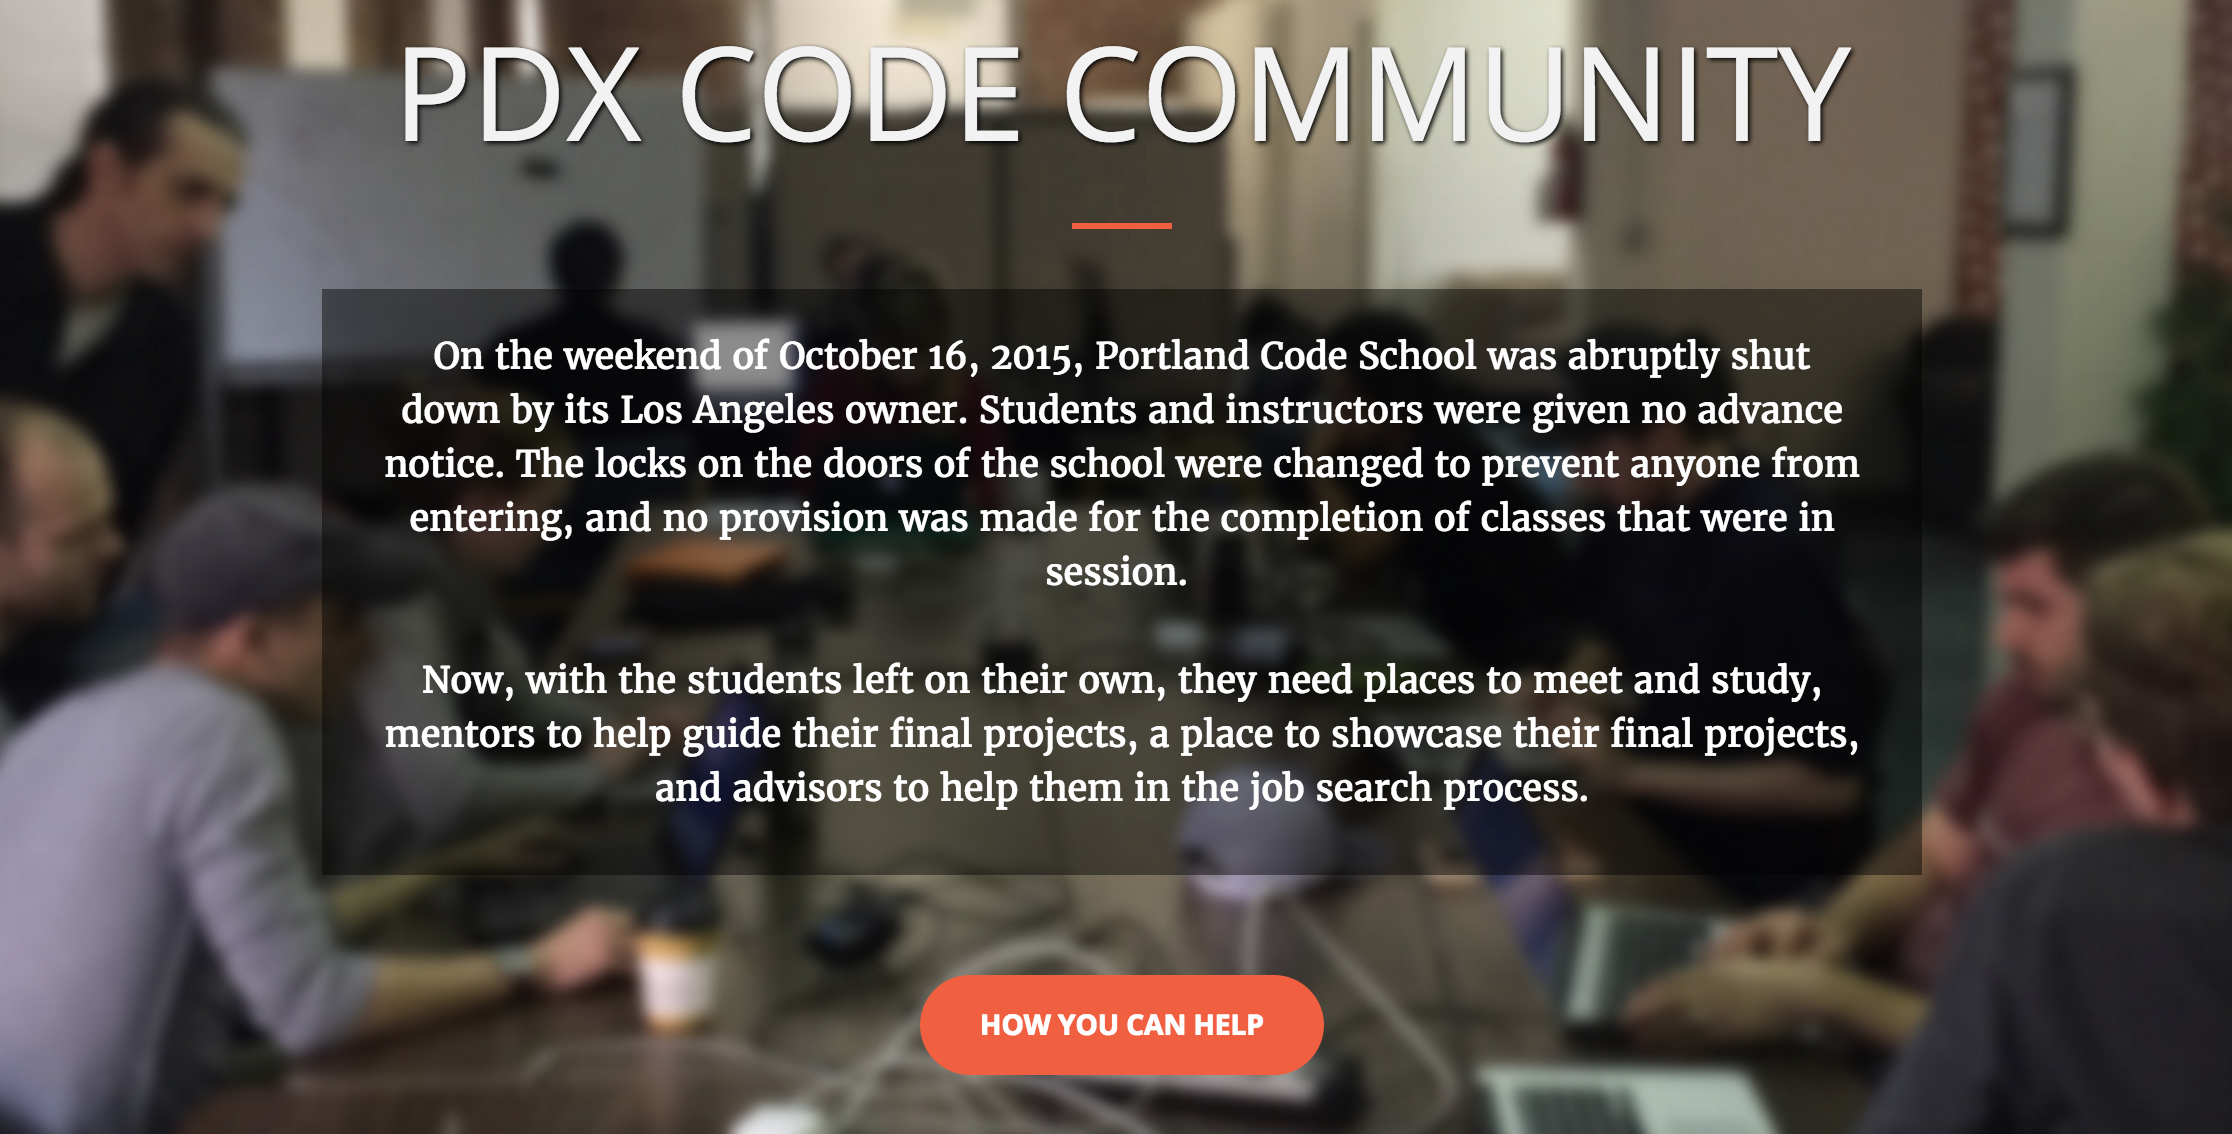 PDX CODE COMMUNITY
On the weekend of October 16, 2015, Portland Code School was abruptly shut
down by its Los Angeles owner. Students and instructors were given no advance
notice. The locks on the doors of the school were changed to prevent anyone from
entering, and no provision was made for the completion of classes that were in
session.
Now, with the students left on their own, they need places to meet and study,
mentors to help guide their final projects, a place to showcase their final projects,
and advisors to help them in the job search process.
HOW YOU CAN HELP